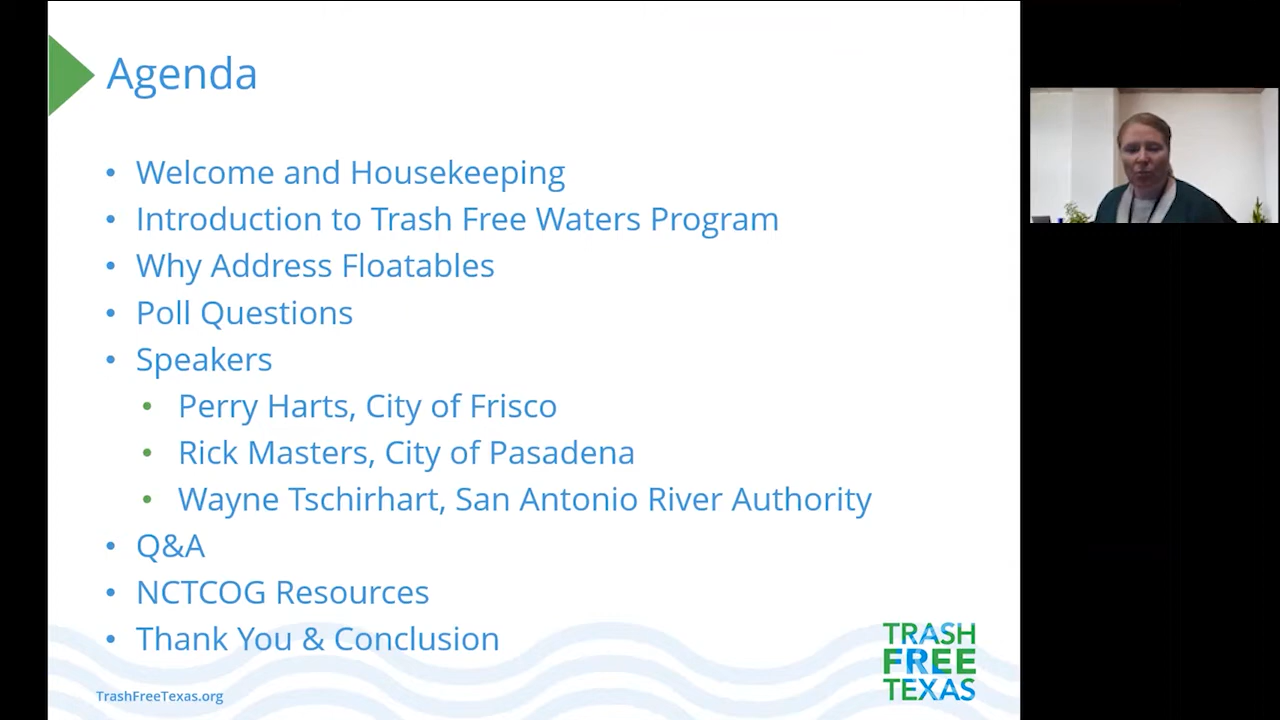 Agenda
• Welcome and Housekeeping
• Introduction to Trash Free Waters Program
• Why Address Floatables
• Poll Questions
• Speakers
• Perry Harts, City of Frisco
• Rick Masters, City of Pasadena
• Wayne Tschirhart, San Antonio River Authority
• Q&A
• NCTCOG Resources
• Thank You & Conclusion
TrashFreeTexas.org
TRASH
FREE
TEXAS